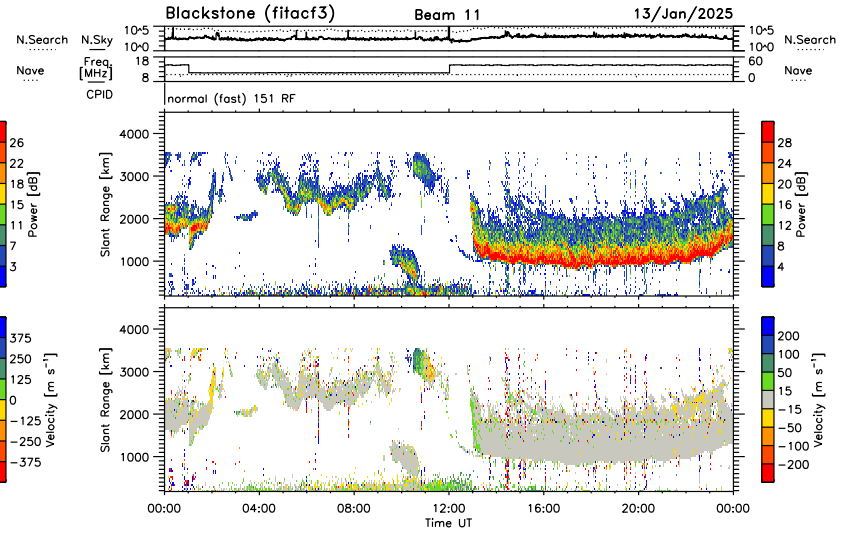 Blackstone (fitacf3)
Beam 11
13/Jan/2025
N.Search
N.Sky
10^5
10^0
10^5
10^0
N.Search
Nave
Freq.
[MHz]
18
8
60
0
Nave
CPID
normal (fast) 151 RF
26
22
18
15
11
7
3
Power [dB]
Slant Range [km]
4000
3000
2000
1000
28
24
20
16
12
8
4
Power [dB]
375
250
125
0
−125
−250
−375
Velocity [m s⁻¹]
Slant Range [km]
4000
3000
2000
1000
200
100
50
15
−15
−50
−100
−200
Velocity [m s⁻¹]
00:00
04:00
08:00
12:00
16:00
20:00
00:00
Time UT